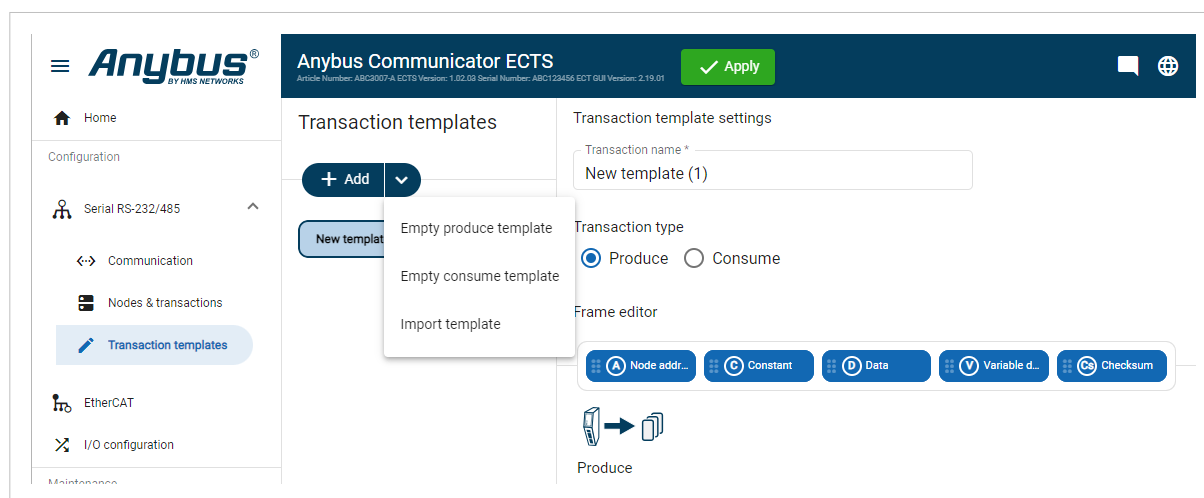 Anybus®
BY HMS NETWORKS
Anybus Communicator ECTS
Article Number: ABC3007-A ECTS Version: 1.02.03 Serial Number: ABC123456 ECT GUI Version: 2.19.01
Apply
Home
Configuration
Serial RS-232/485
Communication
Nodes & transactions
Transaction templates
EtherCAT
I/O configuration
Maintenance
Transaction templates
Add
New templat
Empty produce template
Empty consume template
Import template
Transaction template settings
Transaction name *
New template (1)
Transaction type
Produce Consume
Frame editor
A Node addr... C Constant D Data V Variable d... Cs Checksum
Produce